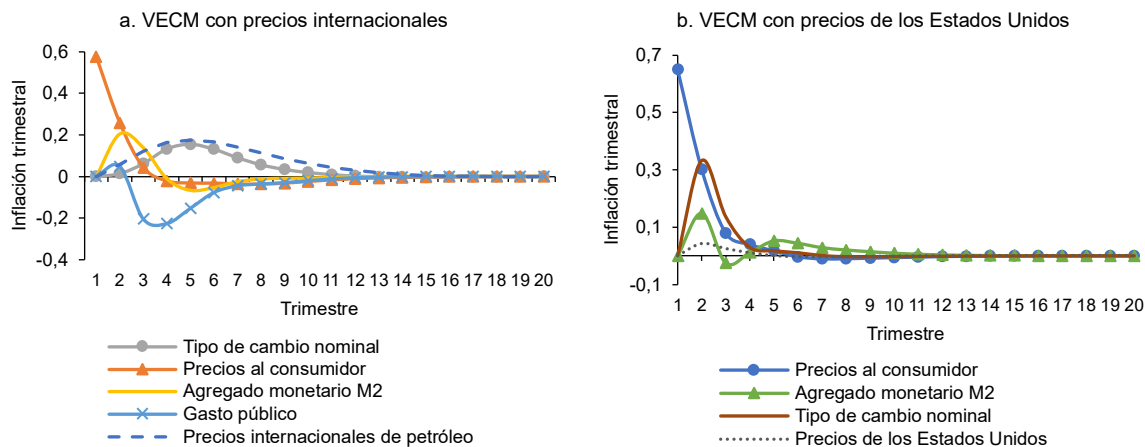 a. VECM con precios internacionales
Inflación trimestral
0,6
0,4
0,2
0
-0,2
-0,4
1 2 3 4 5 6 7 8 9 10 11 12 13 14 15 16 17 18 19 20
Trimestre
Tipo de cambio nominal
Precios al consumidor
Agregado monetario M2
Gasto público
Precios internacionales de petróleo
b. VECM con precios de los Estados Unidos
Inflación trimestral
0,7
0,5
0,3
0,1
-0,1
1 2 3 4 5 6 7 8 9 10 11 12 13 14 15 16 17 18 19 20
Trimestre
Precios al consumidor
Agregado monetario M2
Tipo de cambio nominal
Precios de los Estados Unidos